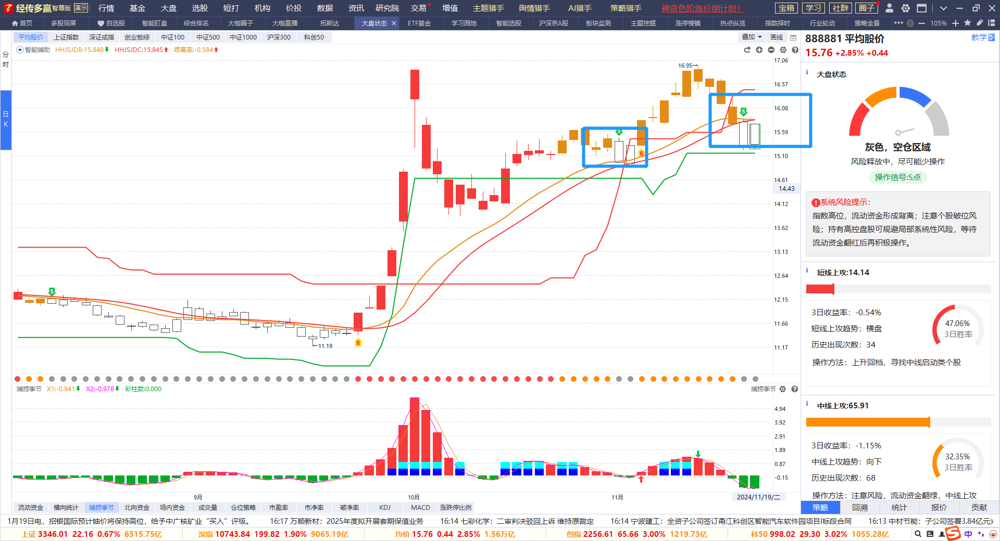 经传多赢 智尊版 演示 行情 基金 大盘 选股 短打 机构 价投 数据 资讯 研究院 交易 增值 主题猎手 舆情猎手 AI猎手 策略猎手 神奇色阶涨价倒计时! 宝箱 学习 社群 圈子
首页 多股同屏 自选股 智能盯盘 综合排名 大咖圈子 大咖直播 拓斯达 大盘状态 ETF基金 学习园地 智能选股 沪深京A股 板块监测 主题挖掘 涨停棱镜 热点纵览 指数择时 行业轮动 策略全景 105%
平均股价 上证指数 深证成指 创业板综 中证100 中证500 中证1000 沪深300 科创50 叠加 画线
智能辅助 HHJSJDB:15.848 HHJSJDC:15.845 乖离率:-0.584
分时
日K
17.06
16.57
16.08
15.59
15.10
14.61
14.43
14.12
13.62
13.13
12.64
12.15
11.66
11.17
16.95
11.19
S
B
S
B
S
捕捞季节 X1:-0.941 X2:-0.978 彩柱数:0.000
捕捞季节
4.94
3.92
2.91
1.89
0.87
-0.15
9月 10月 11月 2024/11/19/二
流动资金 横向统计 捕捞季节 北向资金 场内资金 成交量 仓位策略 市盈率 市净率 破净率 KDJ MACD 涨跌停比例
888881 平均股价 教学
15.76 +2.85% +0.44
大盘状态
灰色，空仓区域
风险释放中，尽可能少操作
操作信号:S点
系统风险提示:
指数高位，流动资金形成背离；注意个股破位风
险；持有高控盘股可规避局部系统性风险，等待
流动资金翻红后再积极操作。
短线上攻:14.14
3日收益率: -0.54%
短线上攻趋势: 横盘
历史出现次数: 34
47.06%
3日胜率
操作方法: 上升回档，寻找中线启动类个股
中线上攻:65.91
3日收益率: -1.15%
中线上攻趋势: 向下
历史出现次数: 68
32.35%
3日胜率
操作方法: 注意风险，流动资金翻绿，中线上攻
策略 回溯 统计 报价 贡献
1月19日电，招银国际预计铀价将保持高位，给予中广核矿业“买入”评级。 16:17 万顺新材: 2025年度拟开展套期保值业务 16:14 七彩化学: 二审判决驳回上诉 维持原裁定 16:14 宁波建工: 全资子公司签订甬江科创区智能汽车软件园项目I标段合同 16:13 中材节能: 子公司签署3.84亿元
上证 3346.01 22.16 0.67% 6515.75亿 深指 10743.84 199.82 1.90% 9065.19亿 均价 15.76 0.44 2.85% 1.56万亿 创指 2256.61 65.66 3.00% 1219.73亿 科50 998.02 29.30 3.02% 1055.28亿 中